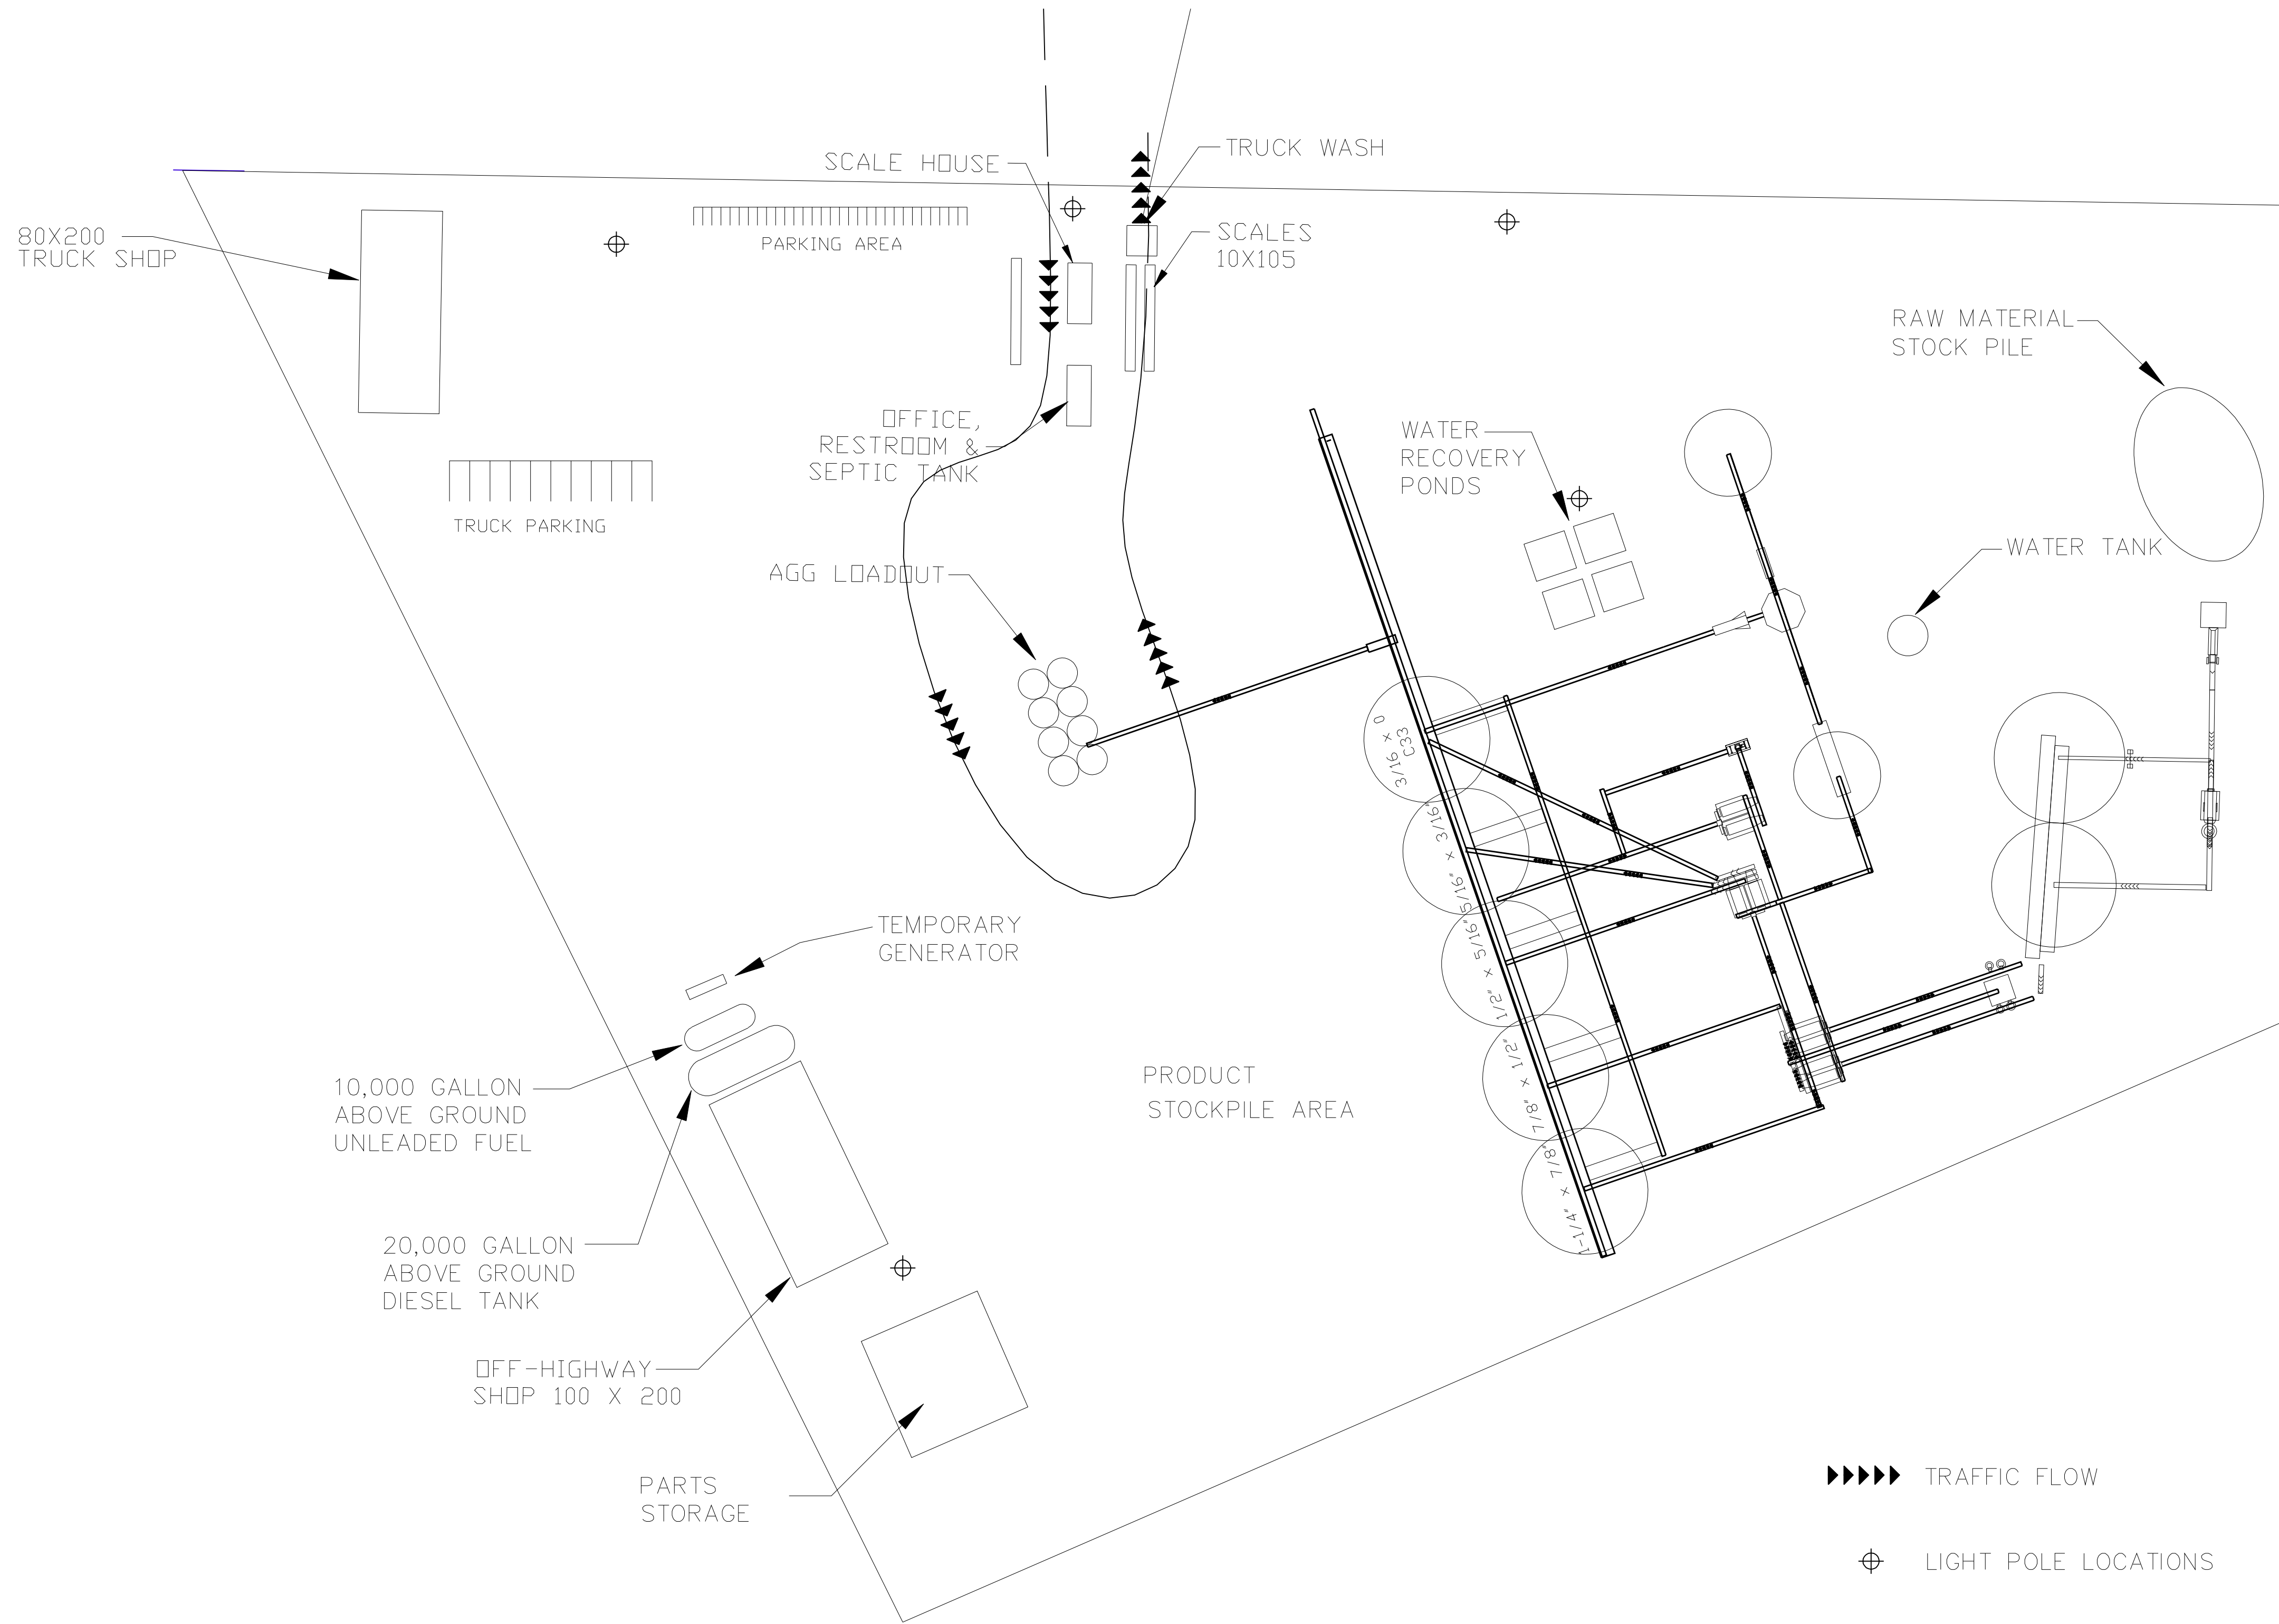 SCALE HOUSE
TRUCK WASH
80X200
TRUCK SHOP
PARKING AREA
SCALES
10X105
RAW MATERIAL
STOCK PILE
OFFICE,
RESTROOM &
SEPTIC TANK
WATER
RECOVERY
PONDS
TRUCK PARKING
WATER TANK
AGG LOADOUT
3/16 x 0
C33
5/16" x 3/16"
1/2" x 5/16"
7/8" x 1/2"
1-1/4" x 7/8"
TEMPORARY
GENERATOR
10,000 GALLON
ABOVE GROUND
UNLEADED FUEL
PRODUCT
STOCKPILE AREA
20,000 GALLON
ABOVE GROUND
DIESEL TANK
OFF-HIGHWAY
SHOP 100 X 200
PARTS
STORAGE
TRAFFIC FLOW
LIGHT POLE LOCATIONS